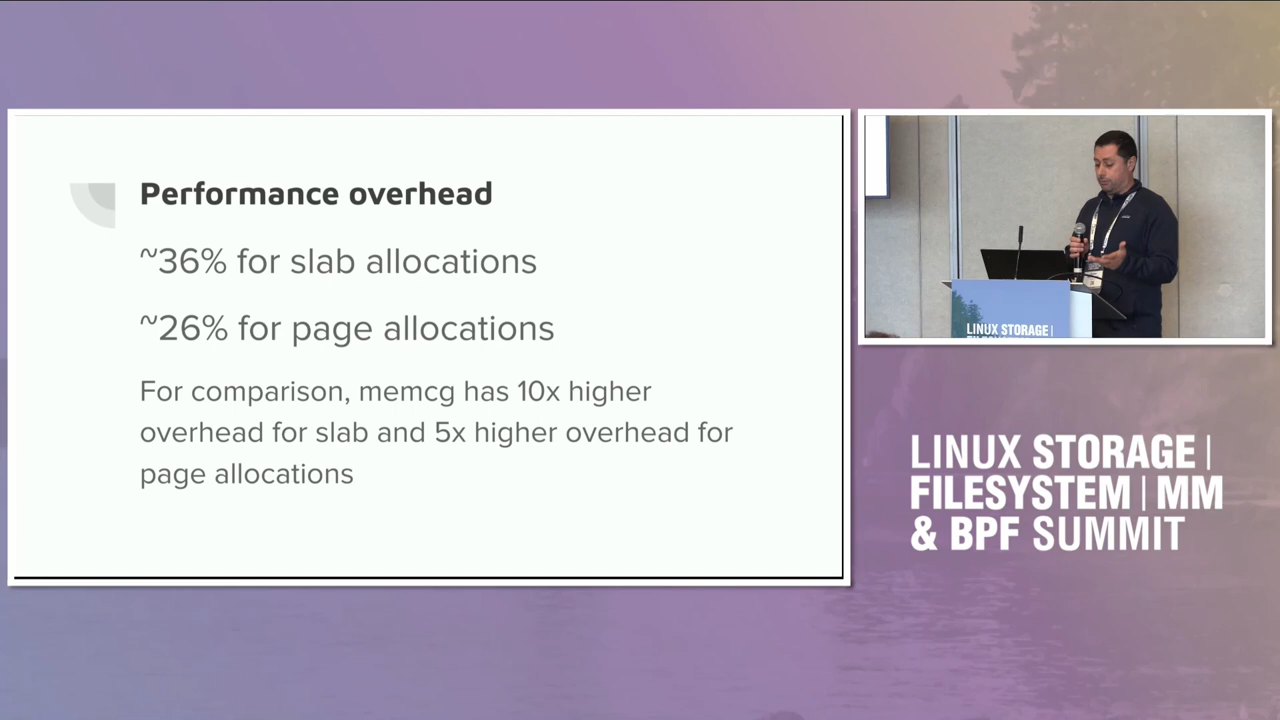 Performance overhead
~36% for slab allocations
~26% for page allocations
For comparison, memcg has 10x higher
overhead for slab and 5x higher overhead for
page allocations
LINUX STORAGE|
LINUX STORAGE |
FILESYSTEM | MM
& BPF SUMMIT